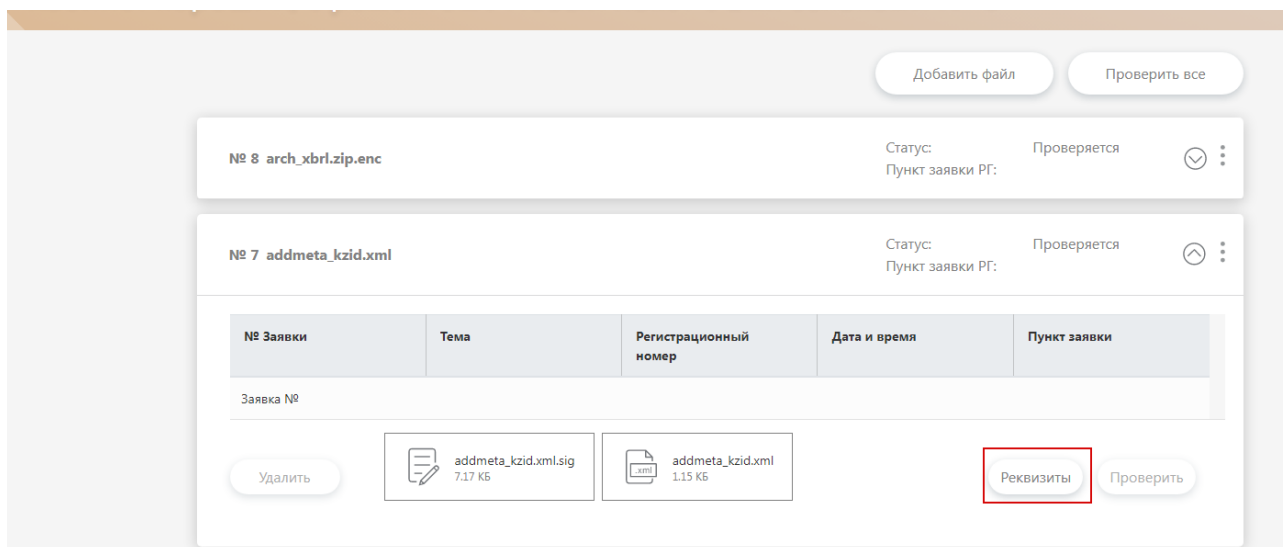 Добавить файл
Проверить все
№ 8 arch_xbrl.zip.enc
Статус: Проверяется
Пункт заявки РГ:
№ 7 addmeta_kzid.xml
Статус: Проверяется
Пункт заявки РГ:
№ Заявки
Тема
Регистрационный
номер
Дата и время
Пункт заявки
Заявка №
Удалить
addmeta_kzid.xml.sig
7.17 КБ
.xml
addmeta_kzid.xml
1.15 КБ
Реквизиты
Проверить